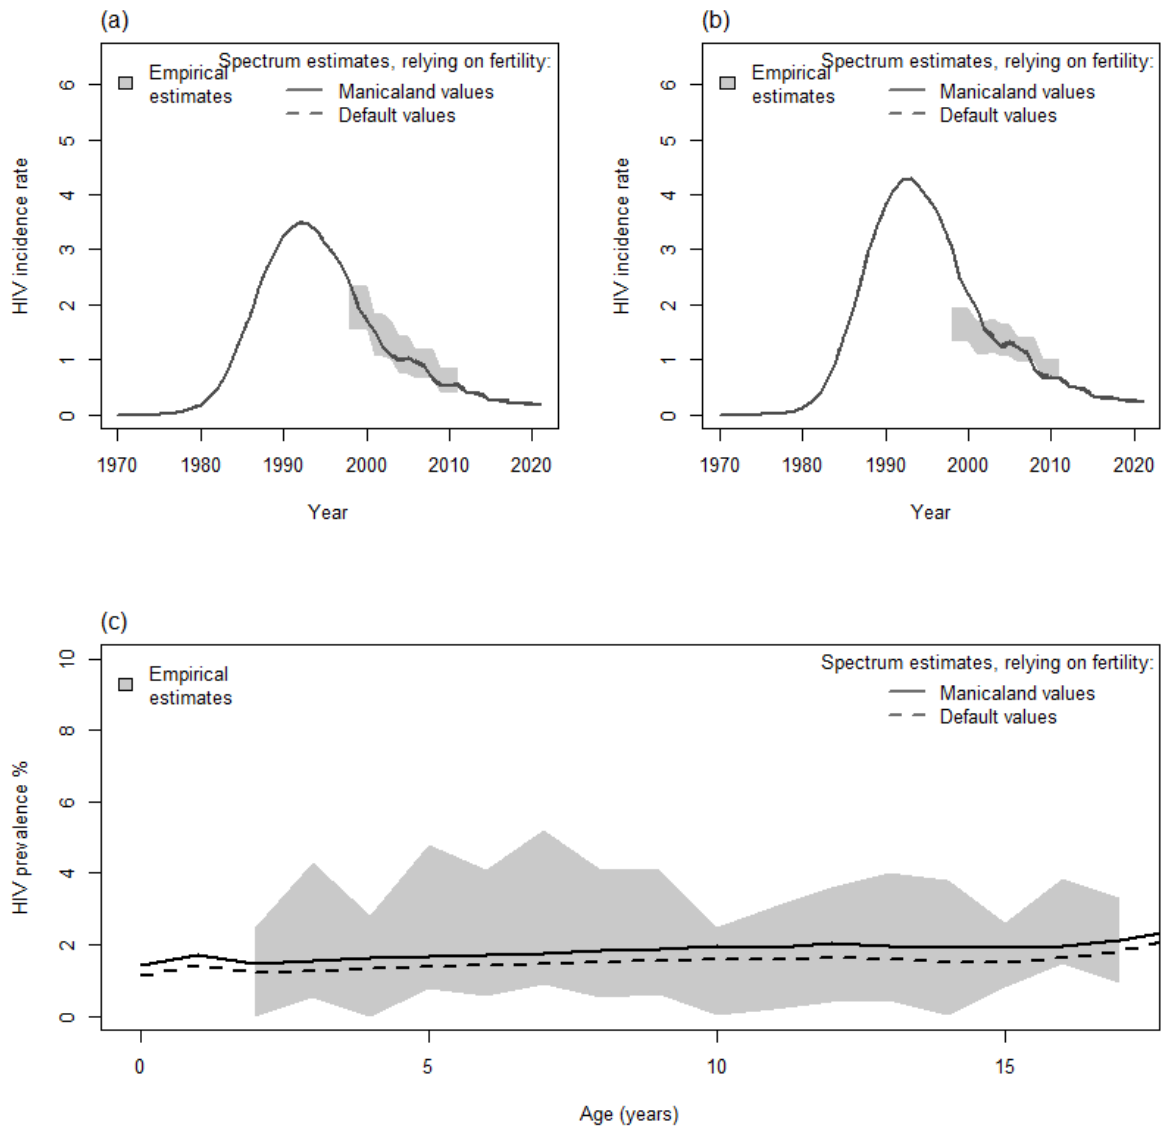 (a)
Spectrum estimates, relying on fertility:
Empirical
estimates
Manicaland values
Default values
HIV incidence rate
6
5
4
3
2
1
0
1970 1980 1990 2000 2010 2020
Year
(b)
Spectrum estimates, relying on fertility:
Empirical
estimates
Manicaland values
Default values
HIV incidence rate
6
5
4
3
2
1
0
1970 1980 1990 2000 2010 2020
Year
(c)
Spectrum estimates, relying on fertility:
Empirical
estimates
Manicaland values
Default values
HIV prevalence %
10
8
6
4
2
0
0 5 10 15
Age (years)